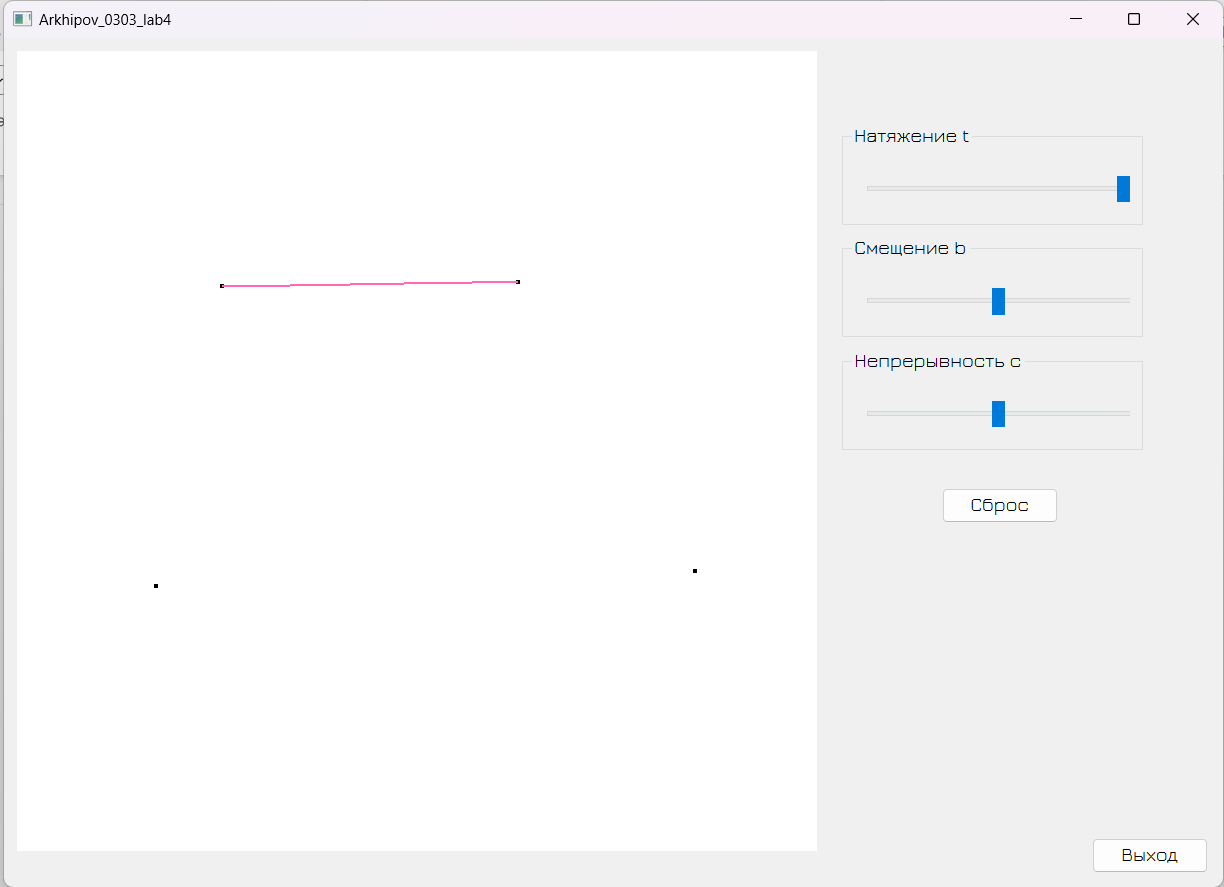 Arkhipov_0303_lab4
Натяжение t
Смещение b
Непрерывность c
Сброс
Выход